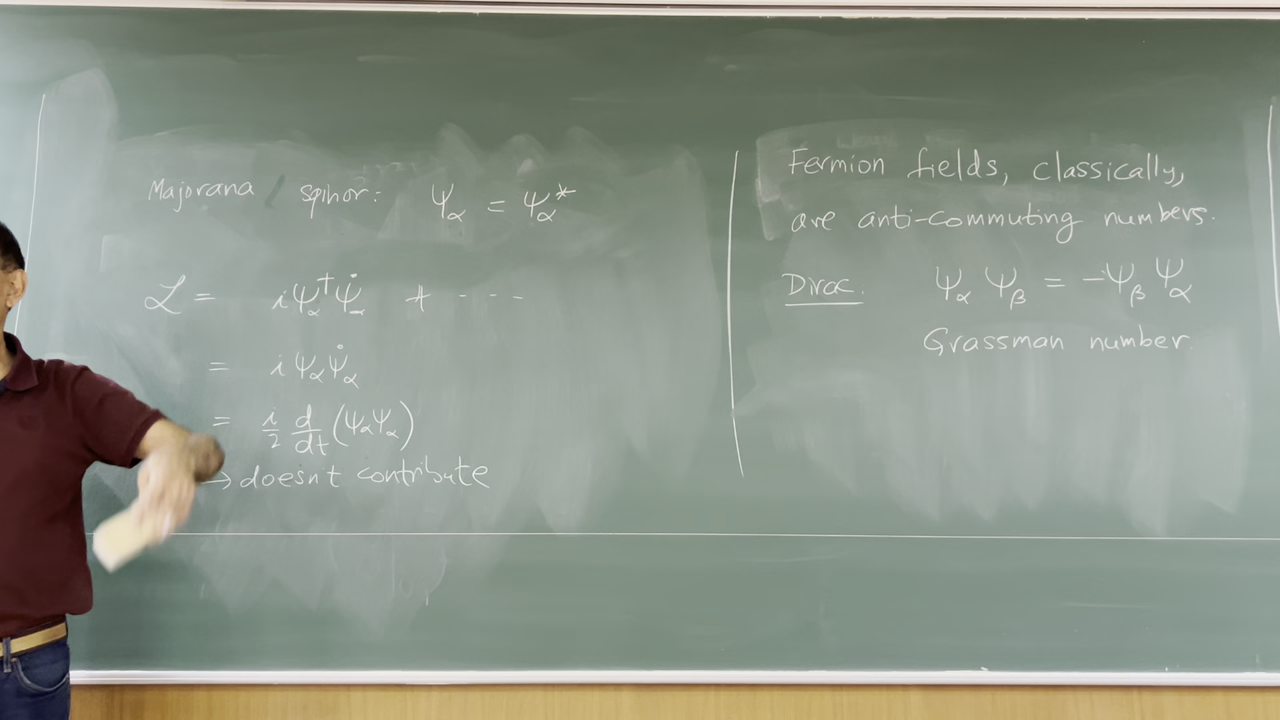 Majorana spinor: Ψ_α = Ψ_α*
ℒ = iΨ_α†Ψ̇_α + ---
= iΨ_αΨ̇_α
= i/2 d/dt (Ψ_αΨ_α)
→ doesnt contribute
Fermion fields, classically,
are anti-commuting numbers.
Dirac. Ψ_α Ψ_β = -Ψ_β Ψ_α
Grassman number.